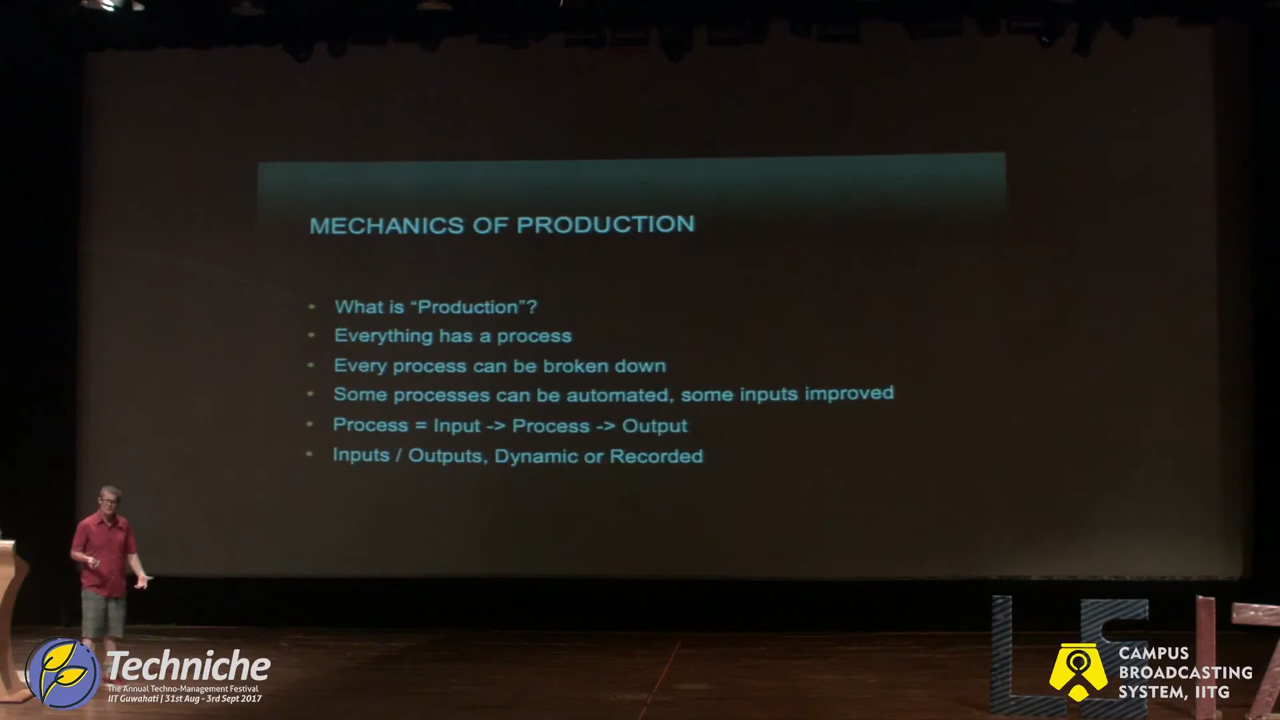 MECHANICS OF PRODUCTION
• What is “Production”?
• Everything has a process
• Every process can be broken down
• Some processes can be automated, some inputs improved
• Process = Input -> Process -> Output
• Inputs / Outputs, Dynamic or Recorded
Techniche
The Annual Techno-Management Festival
IIT Guwahati | 31st Aug - 3rd Sept 2017
CAMPUS
BROADCASTING
SYSTEM, IITG